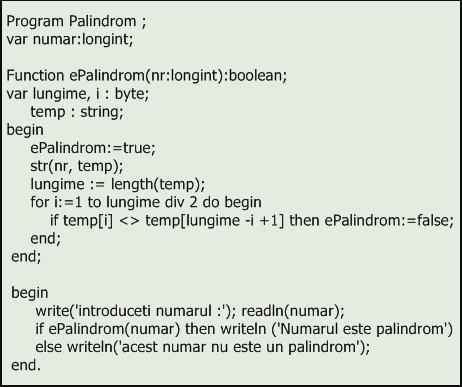 Program Palindrom ;
var numar:longint;
Function ePalindrom(nr:longint):boolean;
var lungime, i : byte;
temp : string;
begin
ePalindrom:=true;
str(nr, temp);
lungime := length(temp);
for i:=1 to lungime div 2 do begin
if temp[i] <> temp[lungime -i +1] then ePalindrom:=false;
end;
end;
begin
write('introduceti numarul :'); readln(numar);
if ePalindrom(numar) then writeln ('Numarul este palindrom')
else writeln('acest numar nu este un palindrom');
end.